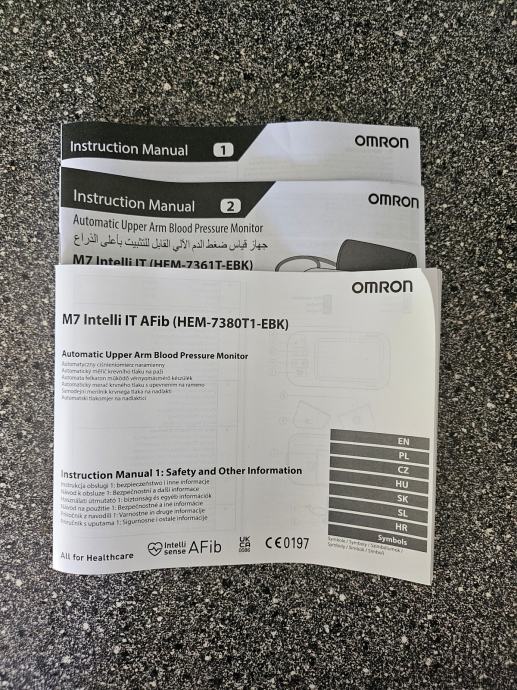 Instruction Manual 1
OMRON
Instruction Manual 2
OMRON
Automatic Upper Arm Blood Pressure Monitor
جهاز قياس ضغط الدم الآلي القابل للتثبيت بأعلى الذراع
M7 Intelli IT (HEM-7361T-EBK)
OMRON
M7 Intelli IT AFib (HEM-7380T1-EBK)
Automatic Upper Arm Blood Pressure Monitor
Automatyczny ciśnieniomierz naramienny
Automatický měřič krevního tlaku na paži
Automata felkaron működő vérnyomásmérő készülék
Automatický merač krvného tlaku s upevnením na rameno
Samodejni merilnik krvnega tlaka na nadlakti
Automatski tlakomjer na nadlaktici
Instruction Manual 1: Safety and Other Information
Instrukcja obsługi 1: bezpieczeństwo i inne informacje
Návod k obsluze 1: Bezpečnostní a další informace
Használati útmutató 1: biztonság és egyéb információk
Návod na použitie 1: Bezpečnostné a iné informácie
Priročnik z navodili 1: Varnostne in druge informacije
Priručnik s uputama 1: Sigurnosne i ostale informacije
EN
PL
CZ
HU
SK
SL
HR
Symbols
Symbole / Symboly / Szimbólumok /
Symboly / Simboli / Simboli
All for Healthcare
Intelli sense AFib
UK CA 0086
CE 0197